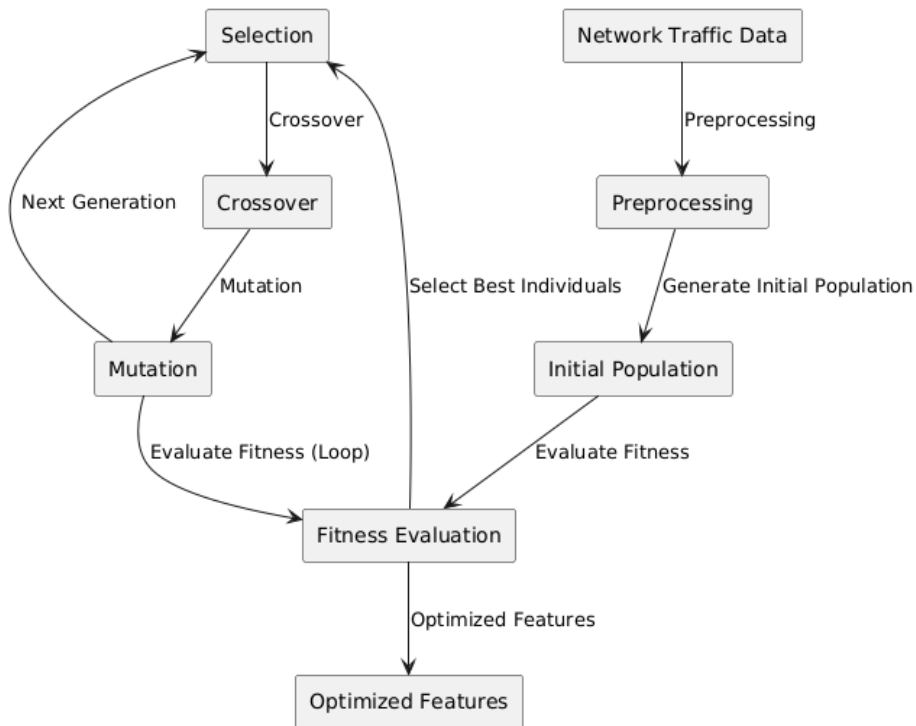 Selection
Network Traffic Data
Crossover
Preprocessing
Next Generation
Crossover
Preprocessing
Mutation
Select Best Individuals
Generate Initial Population
Mutation
Initial Population
Evaluate Fitness (Loop)
Evaluate Fitness
Fitness Evaluation
Optimized Features
Optimized Features